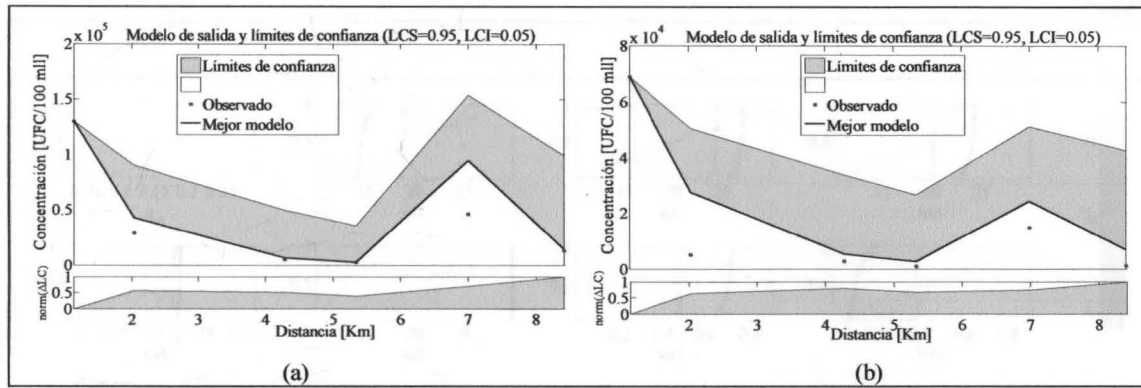 Modelo de salida y límites de confianza (LCS=0.95, LCI=0.05)
x 10^5
2
1.5
1
0.5
0
Concentración [UFC/100 mll]
Límites de confianza
Observado
Mejor modelo
norm(ΔLC)
1
0.5
0
2
3
4
5
6
7
8
Distancia [Km]
(a)
Modelo de salida y límites de confianza (LCS=0.95, LCI=0.05)
x 10^4
8
6
4
2
0
Concentración [UFC/100 mll]
Límites de confianza
Observado
Mejor modelo
norm(ΔLC)
1
0.5
0
2
3
4
5
6
7
8
Distancia [Km]
(b)